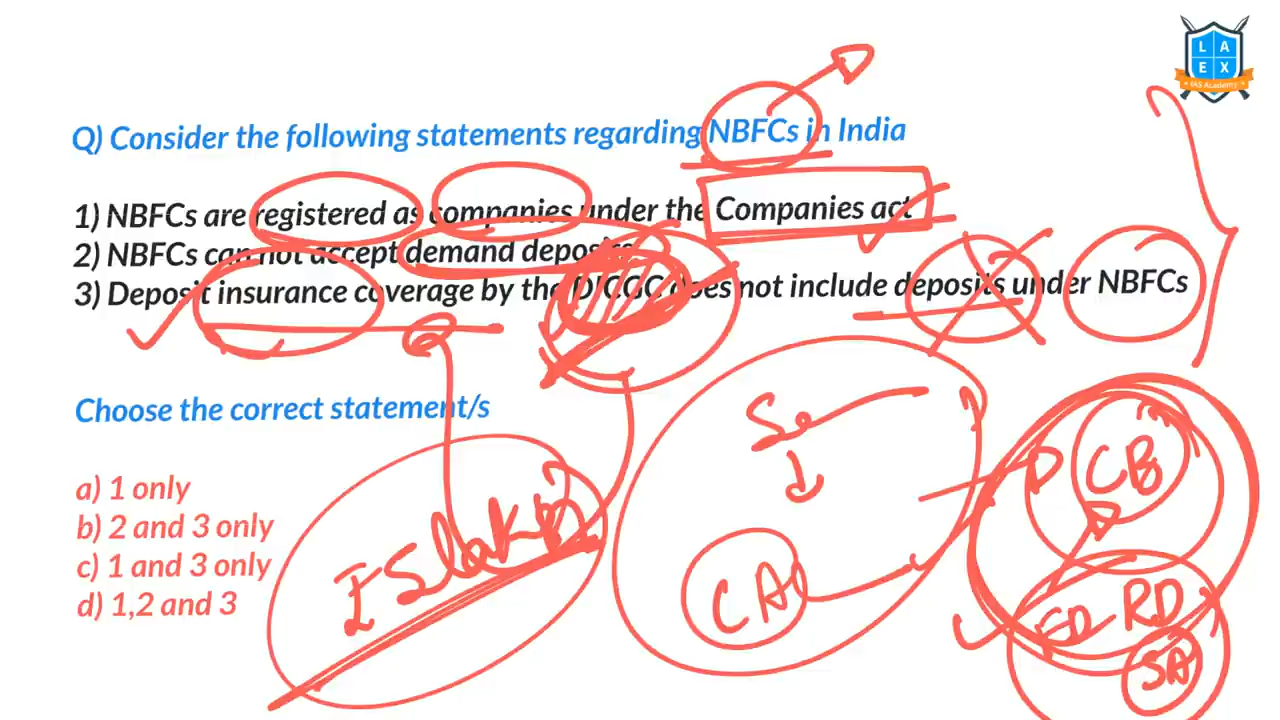 L A
E X
IAS Academy
Q) Consider the following statements regarding NBFCs in India
1) NBFCs are registered as companies under the Companies act
2) NBFCs can not accept demand deposits
3) Deposit insurance coverage by the DICGC does not include deposits under NBFCs
Choose the correct statement/s
a) 1 only
b) 2 and 3 only
c) 1 and 3 only
d) 1,2 and 3
CA
CB
FD RD
SA